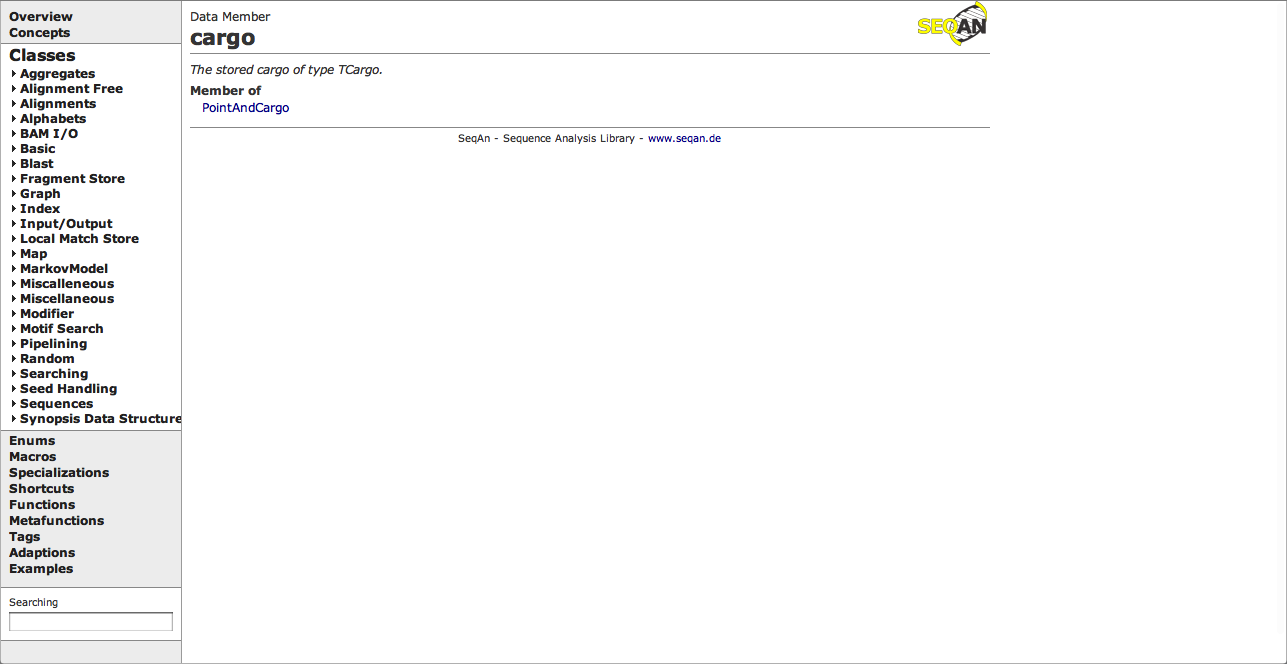 Overview
Concepts
Classes
Aggregates
Alignment Free
Alignments
Alphabets
BAM I/O
Basic
Blast
Fragment Store
Graph
Index
Input/Output
Local Match Store
Map
MarkovModel
Miscalleneous
Miscellaneous
Modifier
Motif Search
Pipelining
Random
Searching
Seed Handling
Sequences
Synopsis Data Structure
Enums
Macros
Specializations
Shortcuts
Functions
Metafunctions
Tags
Adaptions
Examples
Searching
Data Member
SEQAN
cargo
The stored cargo of type TCargo.
Member of
PointAndCargo
SeqAn - Sequence Analysis Library - www.seqan.de